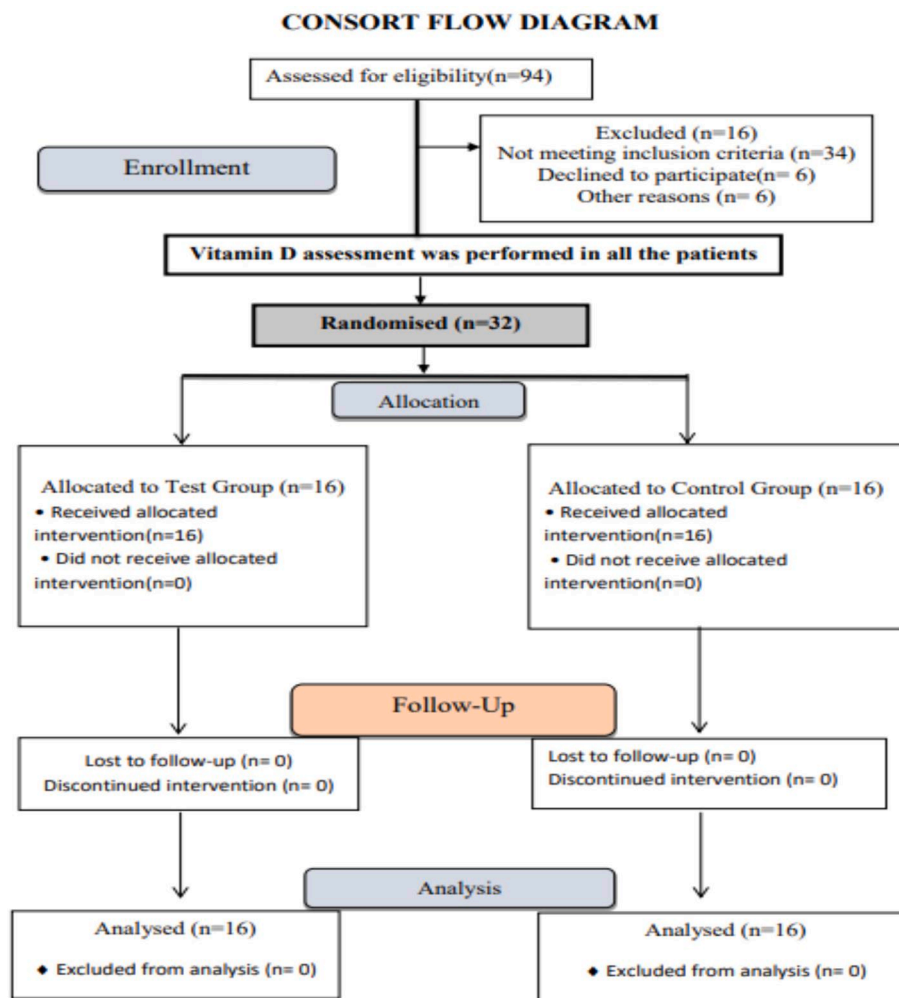 CONSORT FLOW DIAGRAM
Assessed for eligibility(n=94)
Excluded (n=16)
Not meeting inclusion criteria (n=34)
Declined to participate(n= 6)
Other reasons (n= 6)
Enrollment
Vitamin D assessment was performed in all the patients
Randomised (n=32)
Allocation
Allocated to Test Group (n=16)
• Received allocated
intervention(n=16)
• Did not receive allocated
intervention(n=0)
Allocated to Control Group (n=16)
• Received allocated
intervention(n=16)
• Did not receive allocated
intervention(n=0)
Follow-Up
Lost to follow-up (n= 0)
Discontinued intervention (n= 0)
Lost to follow-up (n= 0)
Discontinued intervention (n= 0)
Analysis
Analysed (n=16)
◆ Excluded from analysis (n= 0)
Analysed (n=16)
◆ Excluded from analysis (n= 0)